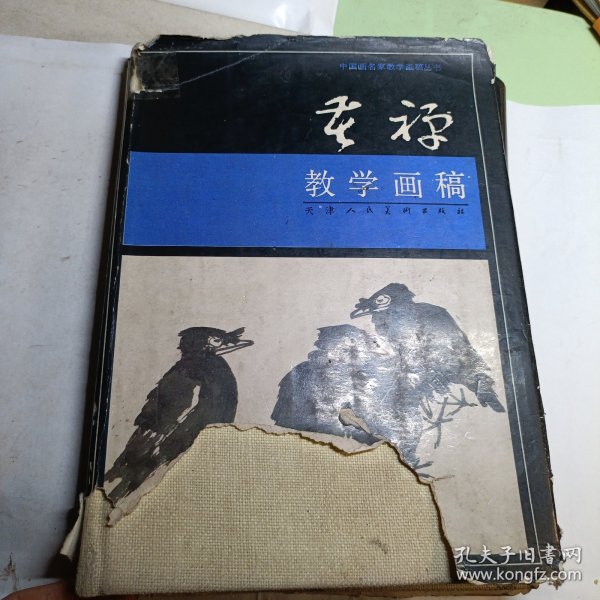 中国画名家教学画稿丛书
苦禅
教学画稿
天津人民美术出版社
孔夫子旧书网
www.kongfz.com